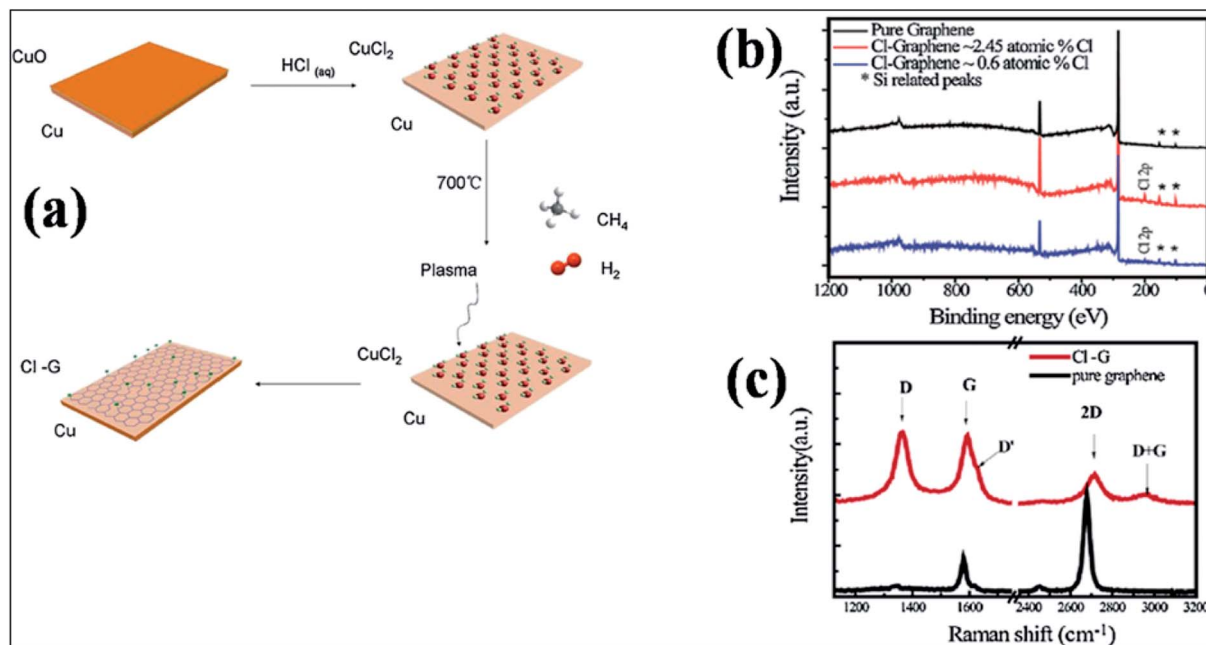 (a)
CuO
Cu
HCl (aq)
CuCl2
Cu
700℃
CH4
H2
Plasma
CuCl2
Cu
Cl -G
Cu
(b)
Pure Graphene
Cl-Graphene ~2.45 atomic % Cl
Cl-Graphene ~ 0.6 atomic % Cl
* Si related peaks
* *
Cl 2p * *
Cl 2p * *
Intensity (a.u.)
1200 1000 800 600 400 200 0
Binding energy (eV)
(c)
Cl -G
pure graphene
D
G
D'
2D
D+G
Intensity(a.u.)
1200 1400 1600 2400 2600 2800 3000 3200
Raman shift (cm-1)